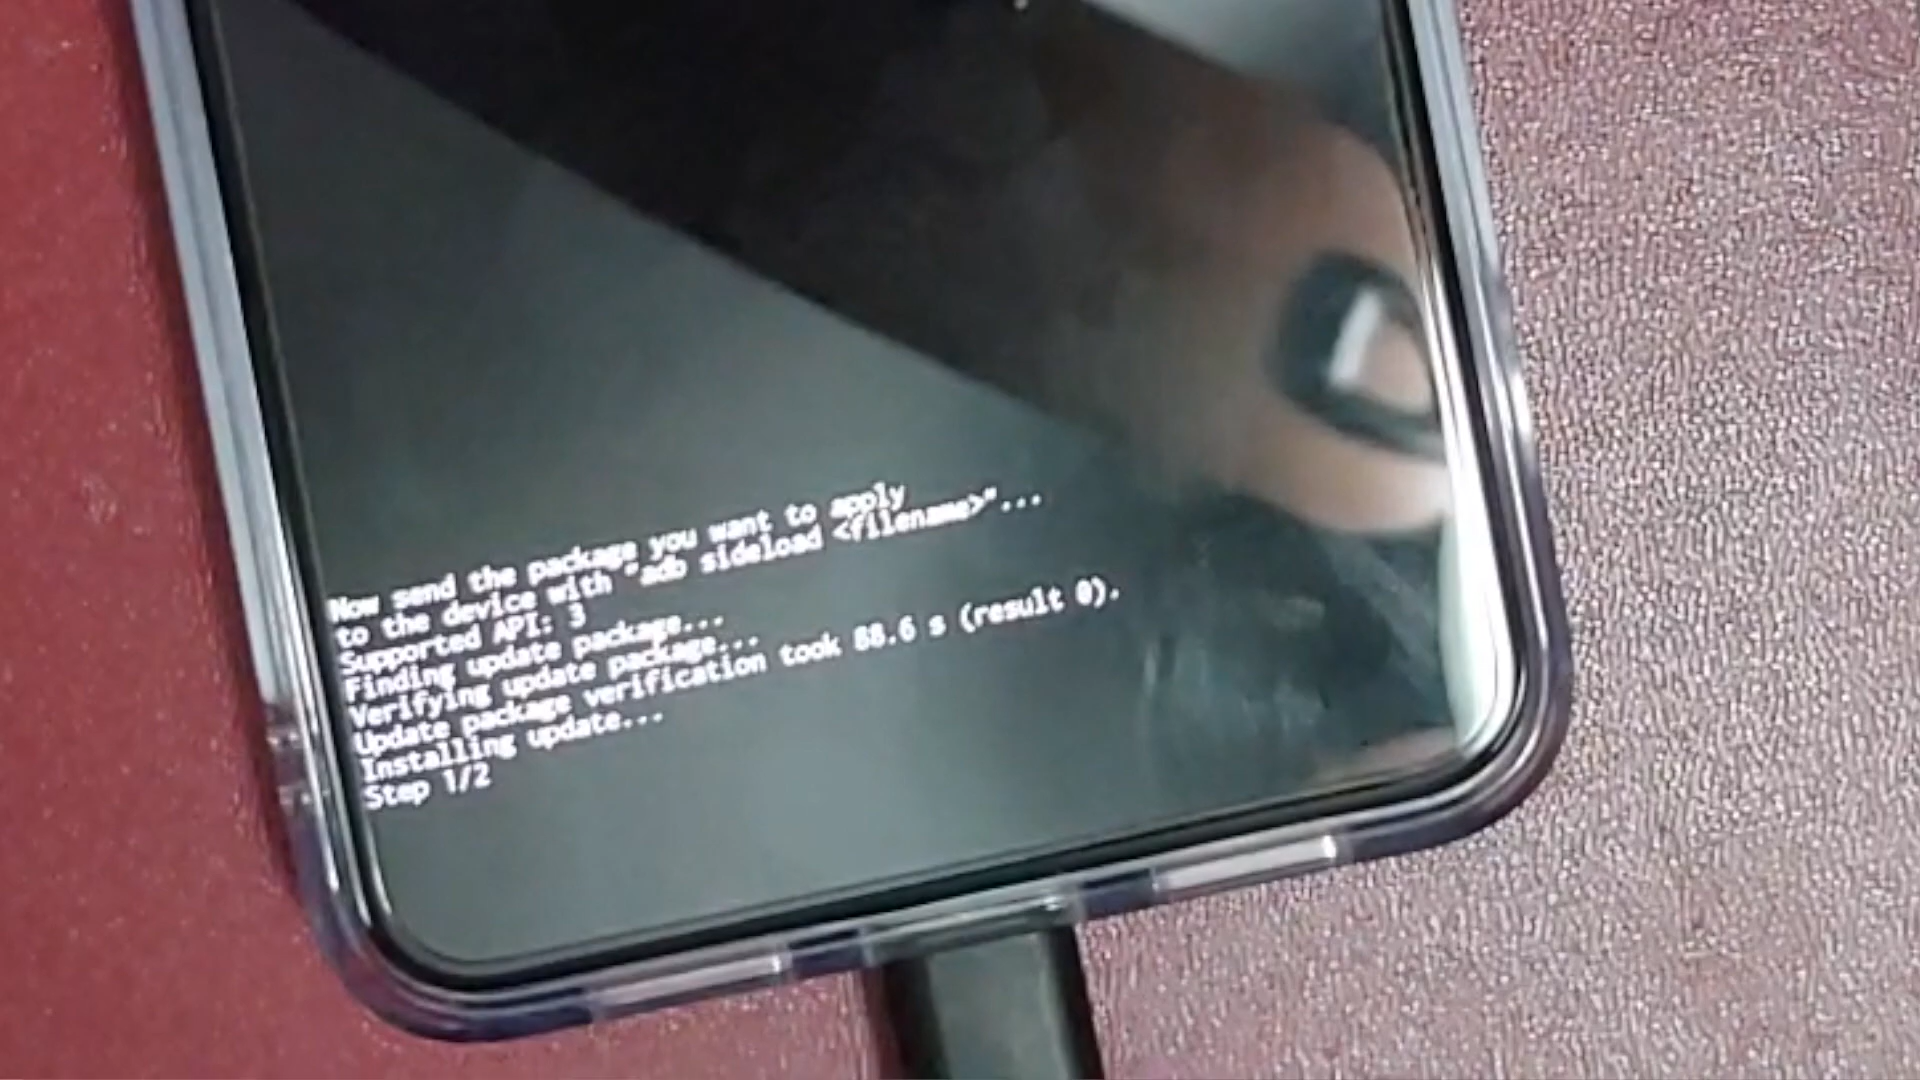 Now send the package you want to apply
to the device with "adb sideload <filename>"...
Supported API: 3
Finding update package...
Verifying update package...
Update package verification took 88.6 s (result 0).
Installing update...
Step 1/2